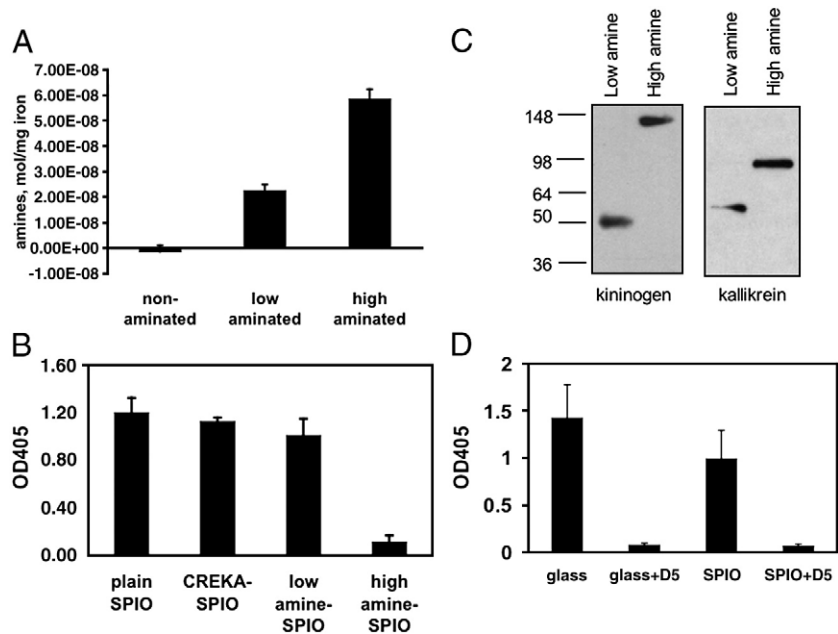 A
amines, mol/mg iron
7.00E-08
6.00E-08
5.00E-08
4.00E-08
3.00E-08
2.00E-08
1.00E-08
0.00E+00
-1.00E-08
non-
aminated
low
aminated
high
aminated
B
OD405
1.60
1.20
0.80
0.40
0.00
plain
SPIO
CREKA-
SPIO
low
amine-
SPIO
high
amine-SPIO
C
Low amine
High amine
Low amine
High amine
148
98
64
50
36
kininogen
kallikrein
D
OD405
2
1.5
1
0.5
0
glass
glass+D5
SPIO
SPIO+D5